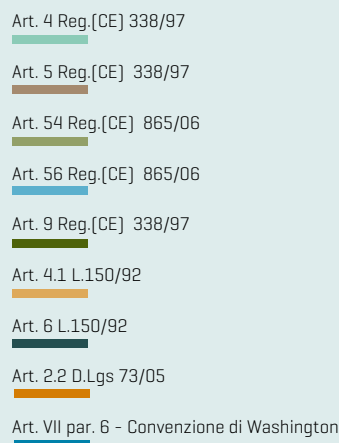 Art. 4 Reg.(CE) 338/97
Art. 5 Reg.(CE) 338/97
Art. 54 Reg.(CE) 865/06
Art. 56 Reg.(CE) 865/06
Art. 9 Reg.(CE) 338/97
Art. 4.1 L.150/92
Art. 6 L.150/92
Art. 2.2 D.Lgs 73/05
Art. VII par. 6 - Convenzione di Washington